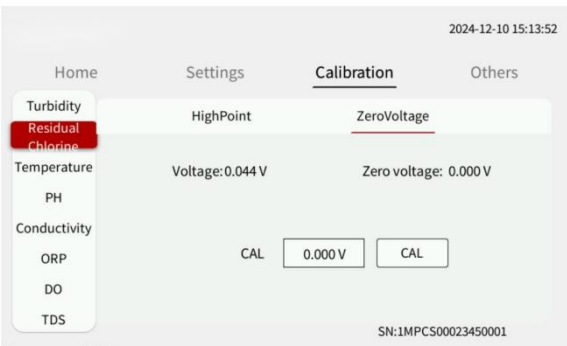 2024-12-10 15:13:52
Home Settings Calibration Others
Turbidity
Residual
Chlorine
Temperature
PH
Conductivity
ORP
DO
TDS
HighPoint ZeroVoltage
Voltage:0.044 V Zero voltage: 0.000 V
CAL 0.000 V CAL
SN:1MPCS00023450001